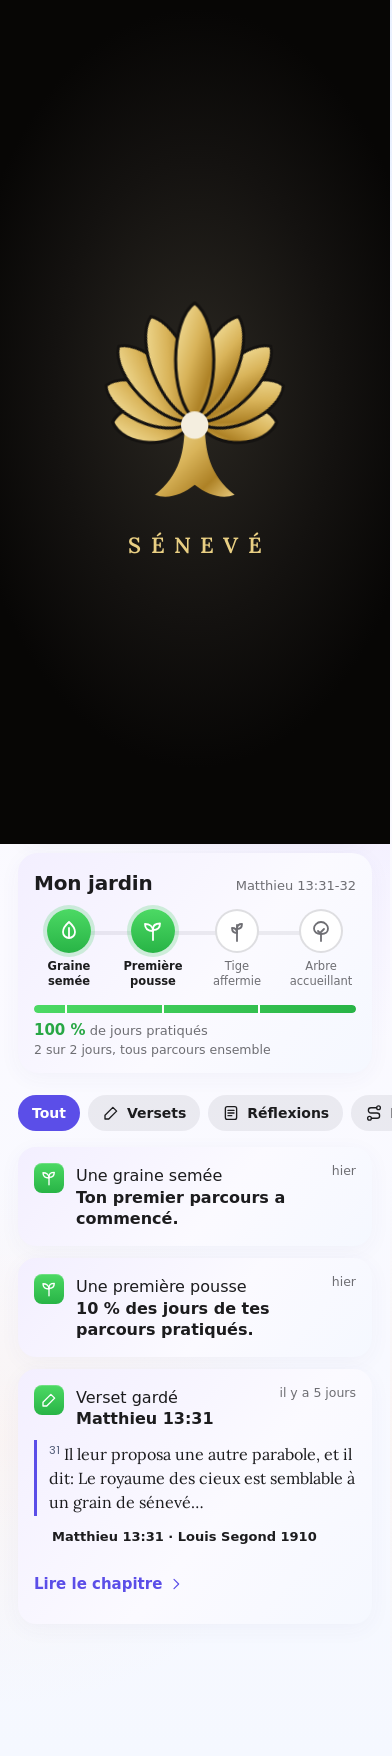 SÉNEVÉ
Mon jardin
Matthieu 13:31-32
Graine semée
Première pousse
Tige affermie
Arbre accueillant
100 % de jours pratiqués
2 sur 2 jours, tous parcours ensemble
Tout
Versets
Réflexions
Une graine semée
hier
Ton premier parcours a
commencé.
Une première pousse
hier
10 % des jours de tes
parcours pratiqués.
Verset gardé
il y a 5 jours
Matthieu 13:31
31 Il leur proposa une autre parabole, et il
dit: Le royaume des cieux est semblable à
un grain de sénevé…
Matthieu 13:31 · Louis Segond 1910
Lire le chapitre